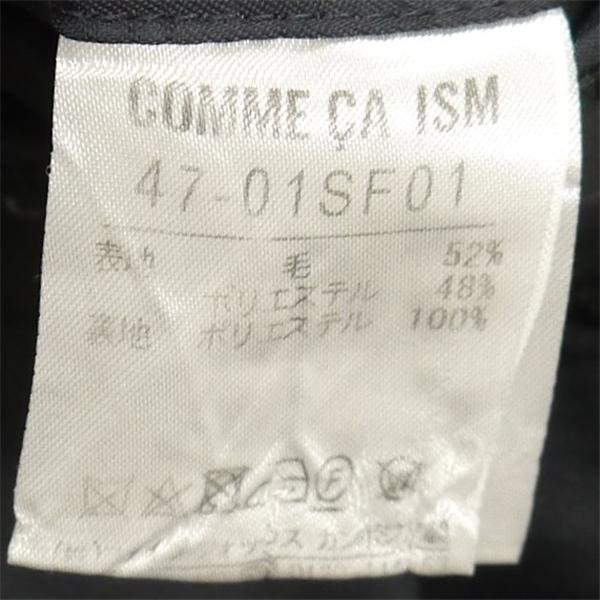 COMME ÇA ISM
47-01SF01
表地 毛 52%
ポリエステル 48%
裏地 ポリエステル 100%